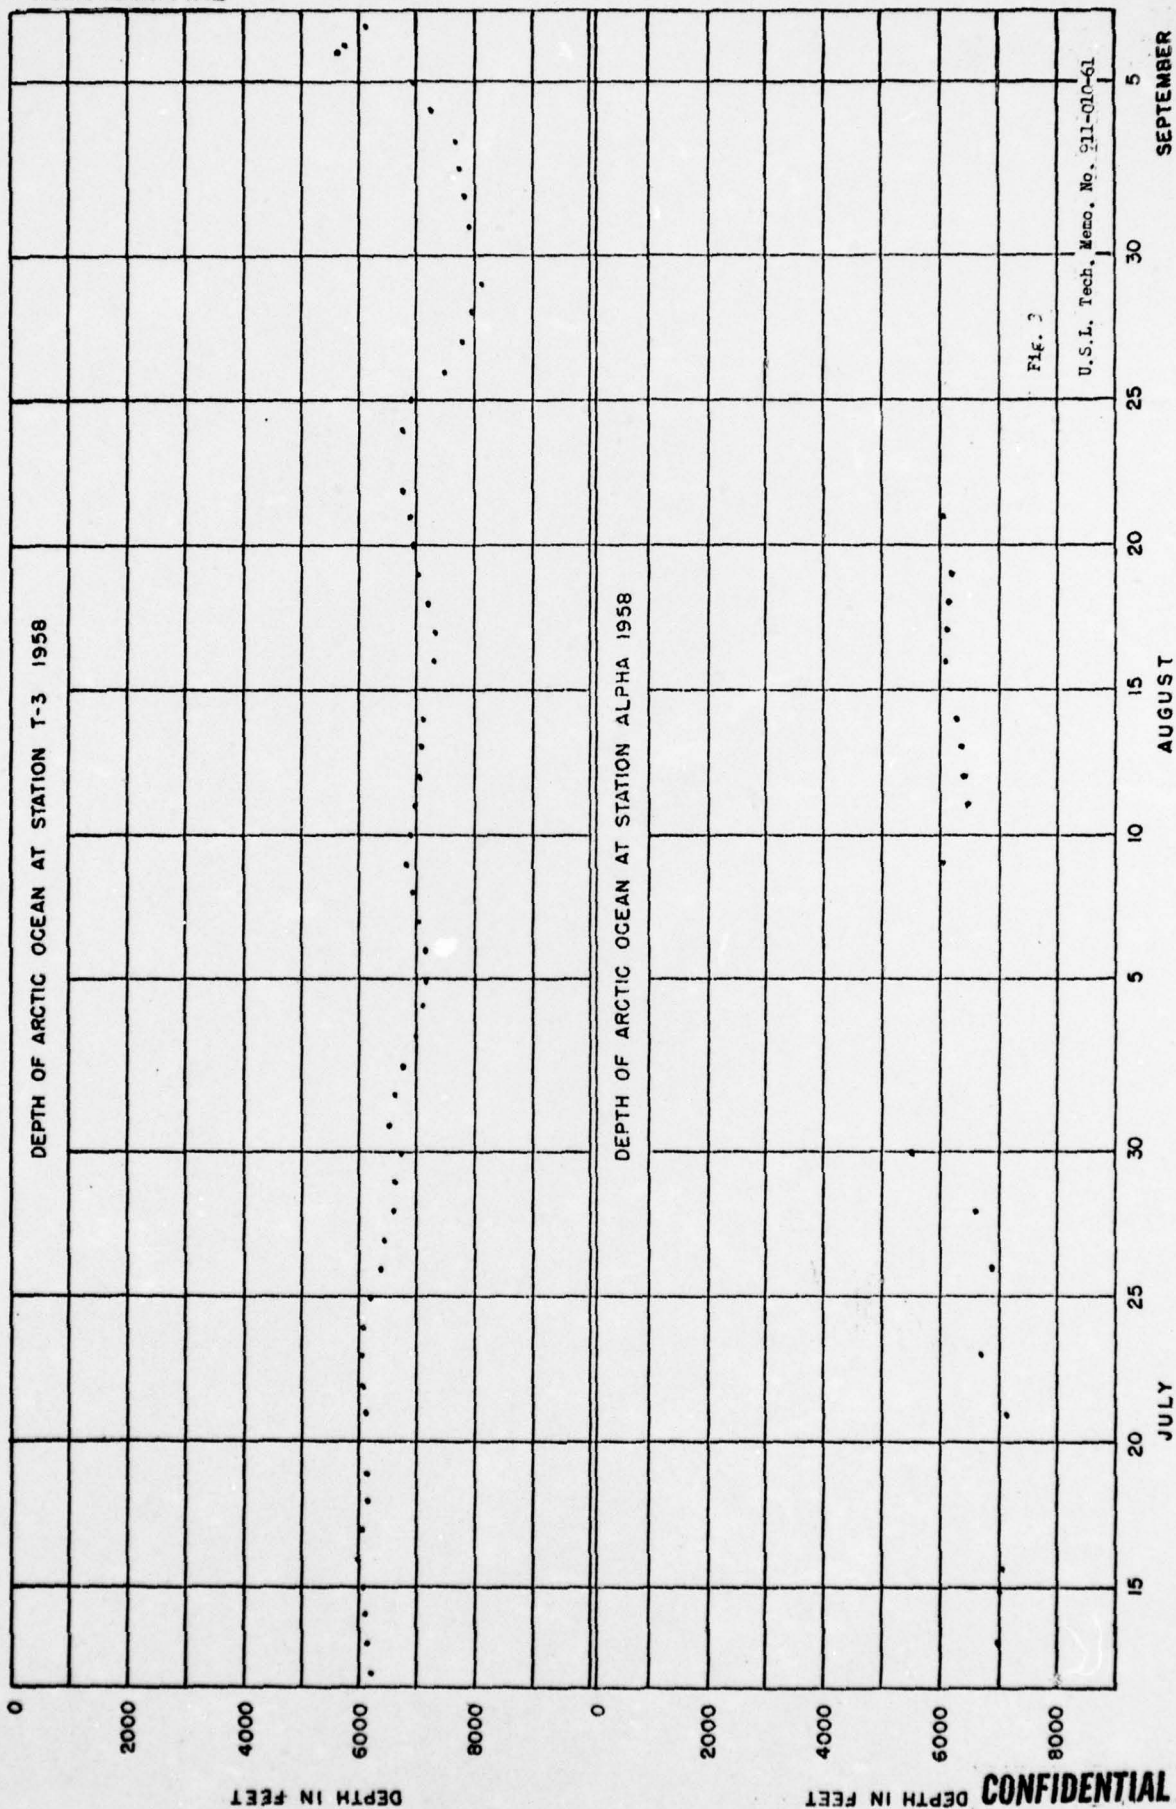 DEPTH OF ARCTIC OCEAN AT STATION T-3 1958
DEPTH IN FEET
0
2000
4000
6000
8000
DEPTH OF ARCTIC OCEAN AT STATION ALPHA 1958
DEPTH IN FEET
0
2000
4000
6000
8000
Fig. 3
U.S.L. Tech. Memo. No. 911-010-61
15 20 25 30 5 10 15 20 25 30 5
JULY AUGUST SEPTEMBER
CONFIDENTIAL